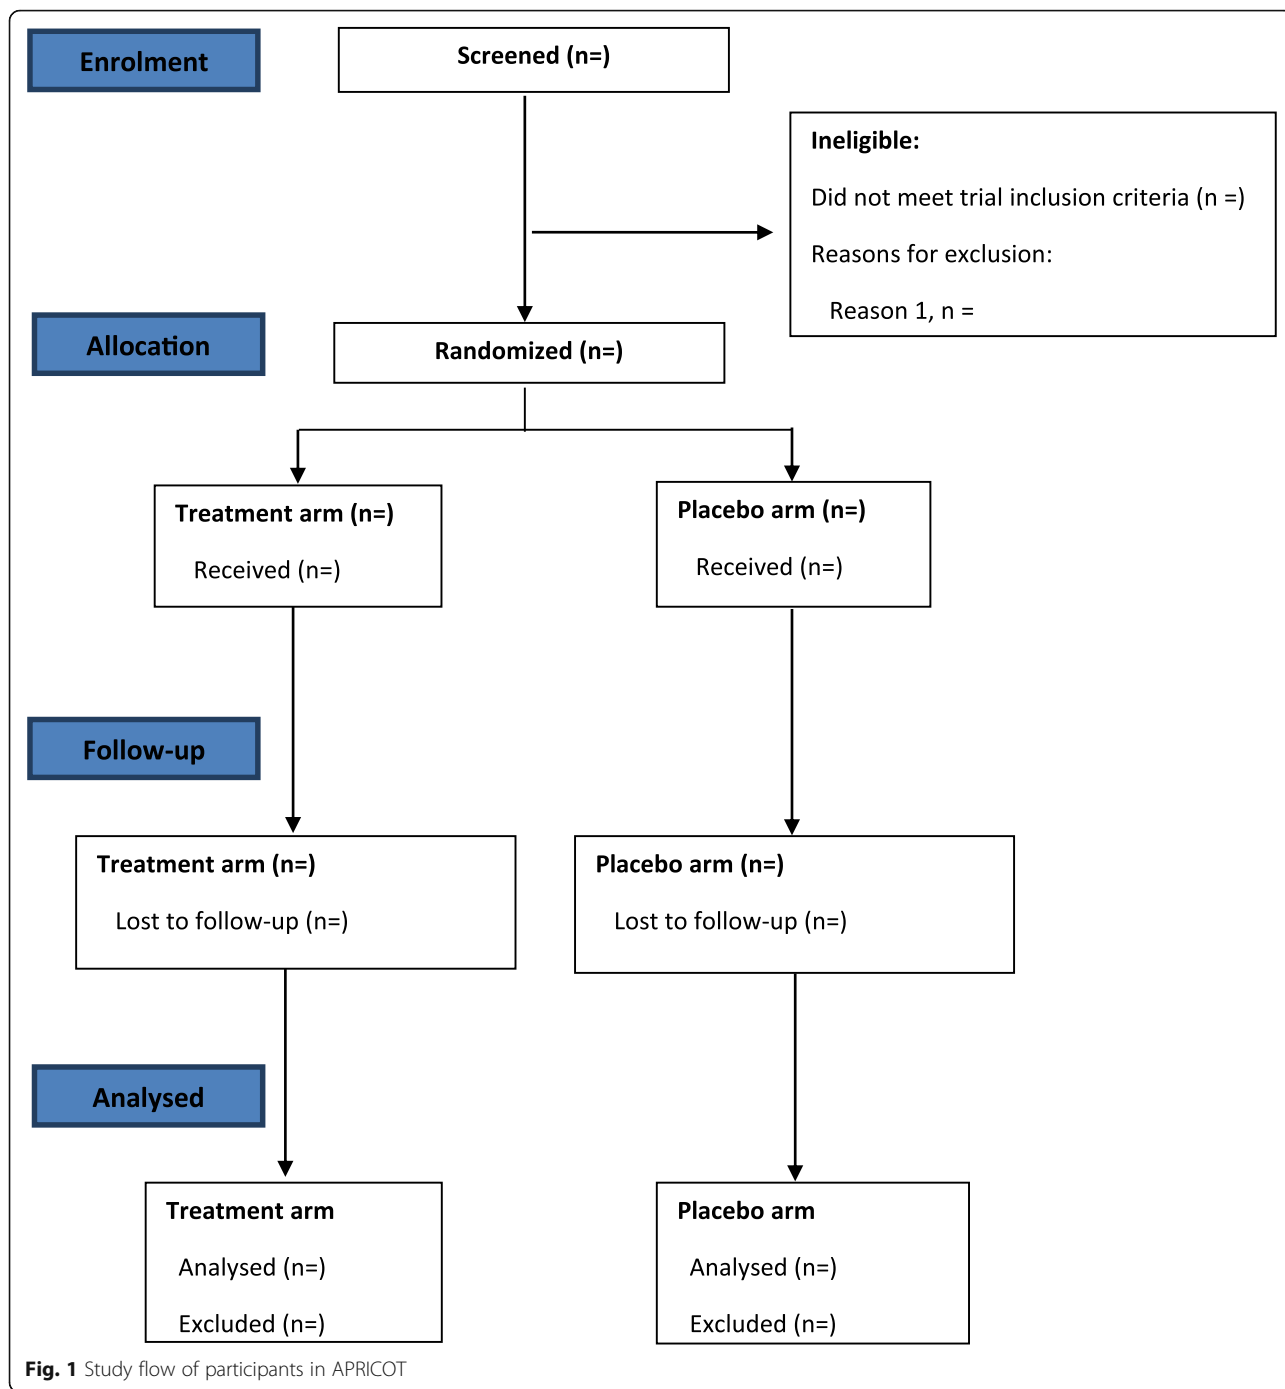 Enrolment
Screened (n=)
Ineligible:
Did not meet trial inclusion criteria (n =)
Reasons for exclusion:
Reason 1, n =
Allocation
Randomized (n=)
Treatment arm (n=)
Received (n=)
Placebo arm (n=)
Received (n=)
Follow-up
Treatment arm (n=)
Lost to follow-up (n=)
Placebo arm (n=)
Lost to follow-up (n=)
Analysed
Treatment arm
Analysed (n=)
Excluded (n=)
Placebo arm
Analysed (n=)
Excluded (n=)
Fig. 1 Study flow of participants in APRICOT